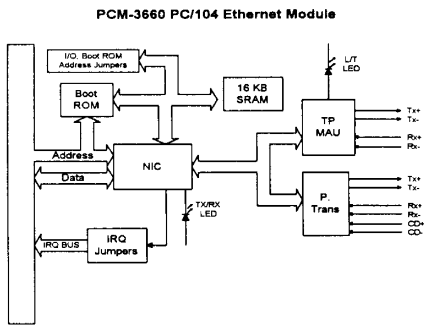 PCM-3660 PC/104 Ethernet Module
I/O, Boot ROM
Address Jumpers
Boot
ROM
16 KB
SRAM
L/T
LED
TP
MAU
Tx+
Tx-
Rx+
Rx-
Address
Data
NIC
TX/RX
LED
P.
Trans
Tx+
Tx-
Rx+
Rx-
CD+
CD-
IRQ BUS
IRQ
Jumpers